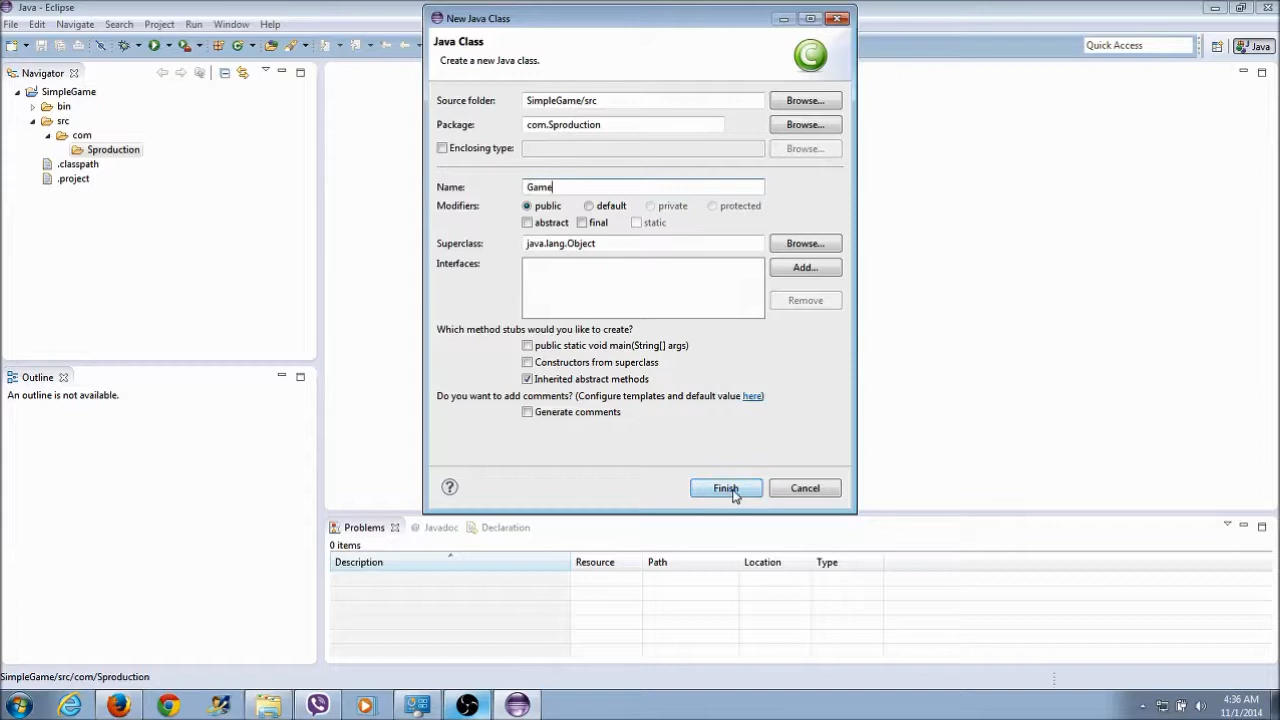 Java - Eclipse
New Java Class
File Edit Navigate Search Project Run Window Help
Java Class
Create a new Java class.
Quick Access
Java
Navigator
SimpleGame
bin
src
com
Sproduction
.classpath
.project
Source folder: SimpleGame/src Browse...
Package: com.Sproduction Browse...
Enclosing type: Browse...
Name: Game
Modifiers: public default private protected
abstract final static
Superclass: java.lang.Object Browse...
Interfaces: Add...
Remove
Which method stubs would you like to create?
public static void main(String[] args)
Constructors from superclass
Inherited abstract methods
Do you want to add comments? (Configure templates and default value here)
Generate comments
Finish Cancel
Outline
An outline is not available.
Problems Javadoc Declaration
0 items
Description Resource Path Location Type
SimpleGame/src/com/Sproduction
4:36 AM
11/1/2014